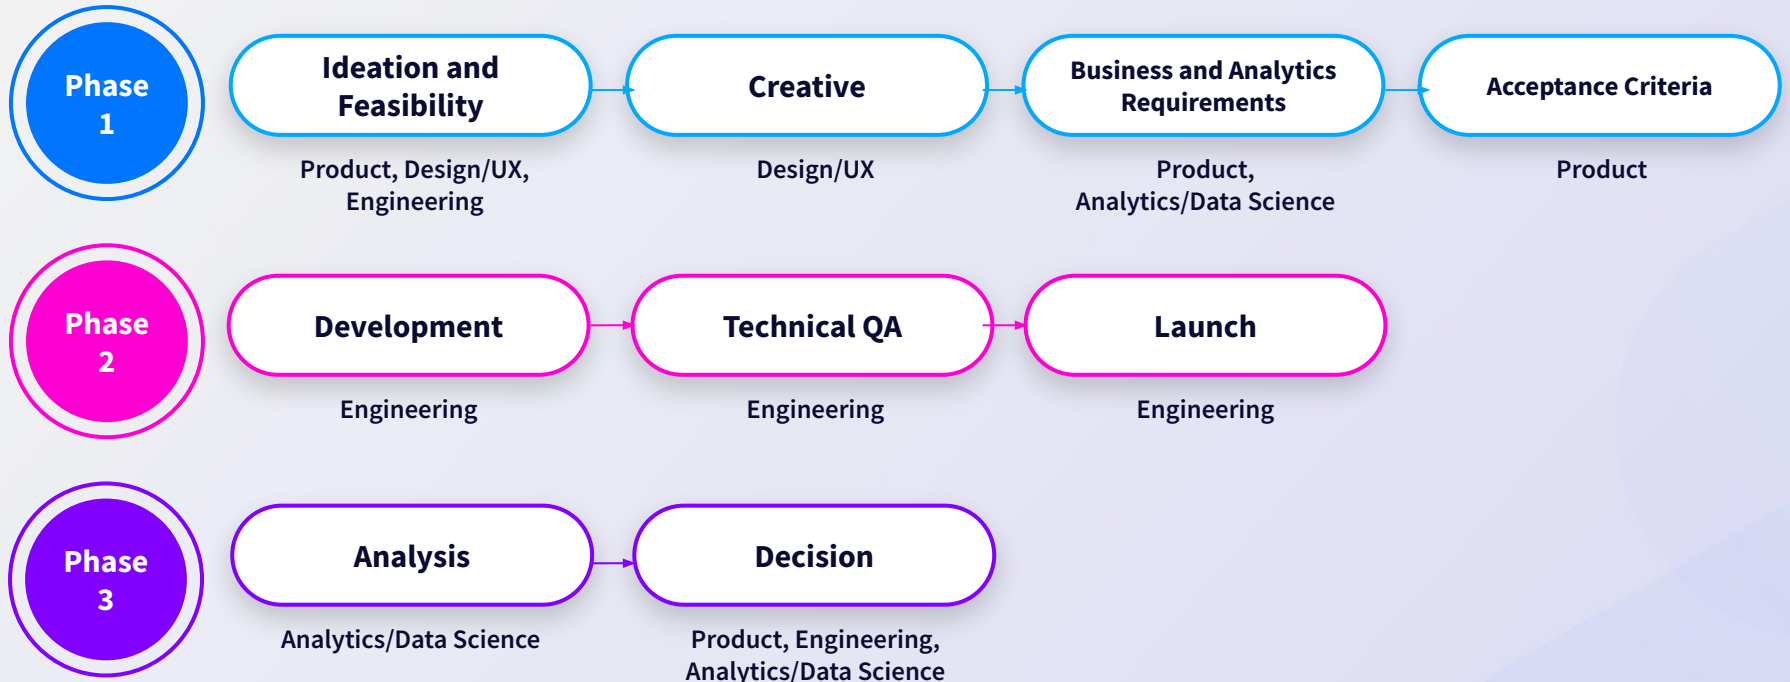 Phase
1
Ideation and
Feasibility
Creative
Business and Analytics
Requirements
Acceptance Criteria
Product, Design/UX,
Engineering
Design/UX
Product,
Analytics/Data Science
Product
Phase
2
Development
Technical QA
Launch
Engineering
Engineering
Engineering
Phase
3
Analysis
Decision
Analytics/Data Science
Product, Engineering,
Analytics/Data Science